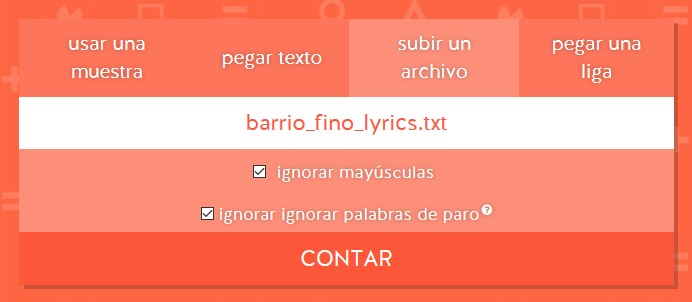 usar una
muestra
pegar texto
subir un
archivo
pegar una
liga
barrio_fino_lyrics.txt
ignorar mayúsculas
ignorar ignorar palabras de paro?
CONTAR